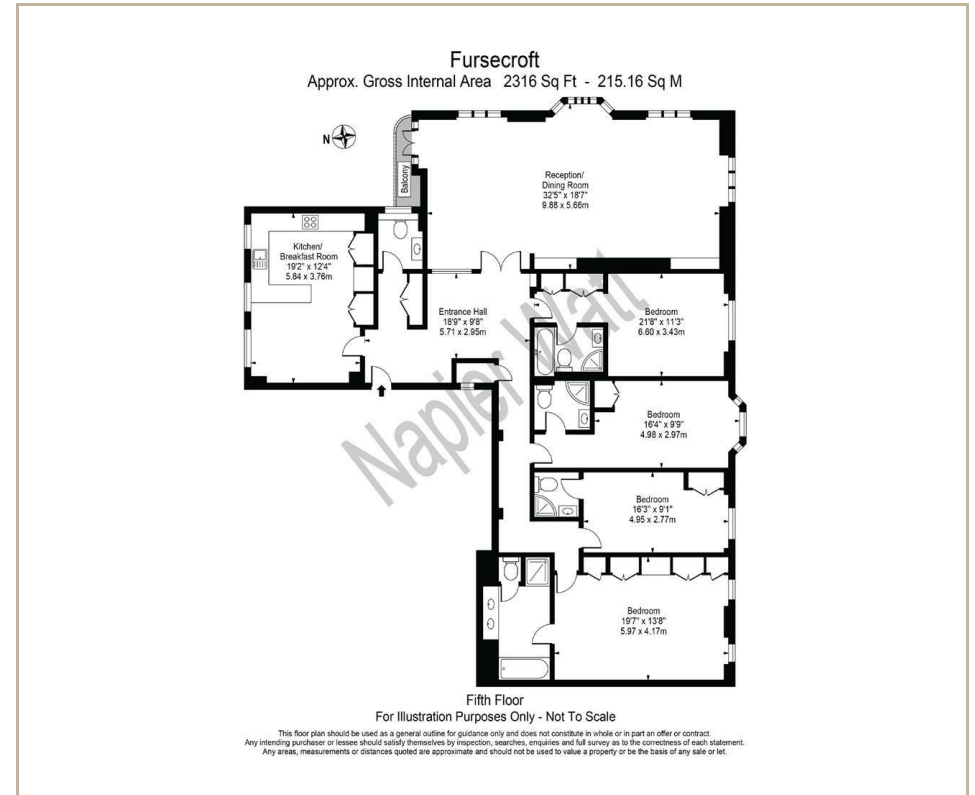 Fursecroft
Approx. Gross Internal Area 2316 Sq Ft - 215.16 Sq M
N
Balcony
Reception/
Dining Room
32'5" x 18'7"
9.88 x 5.66m
Kitchen/
Breakfast Room
19'2" x 12'4"
5.84 x 3.76m
Entrance Hall
18'9" x 9'8"
5.71 x 2.95m
Bedroom
21'8" x 11'3"
6.60 x 3.43m
Bedroom
16'4" x 9'9"
4.98 x 2.97m
Napier Watt
Bedroom
16'3" x 9'1"
4.95 x 2.77m
Bedroom
19'7" x 13'8"
5.97 x 4.17m
Fifth Floor
For Illustration Purposes Only - Not To Scale
This floor plan should be used as a general outline for guidance only and does not constitute in whole or in part an offer or contract.
Any intending purchaser or lessee should satisfy themselves by inspection, searches, enquiries and full survey as to the correctness of each statement.
Any areas, measurements or distances quoted are approximate and should not be used to value a property or be the basis of any sale or let.